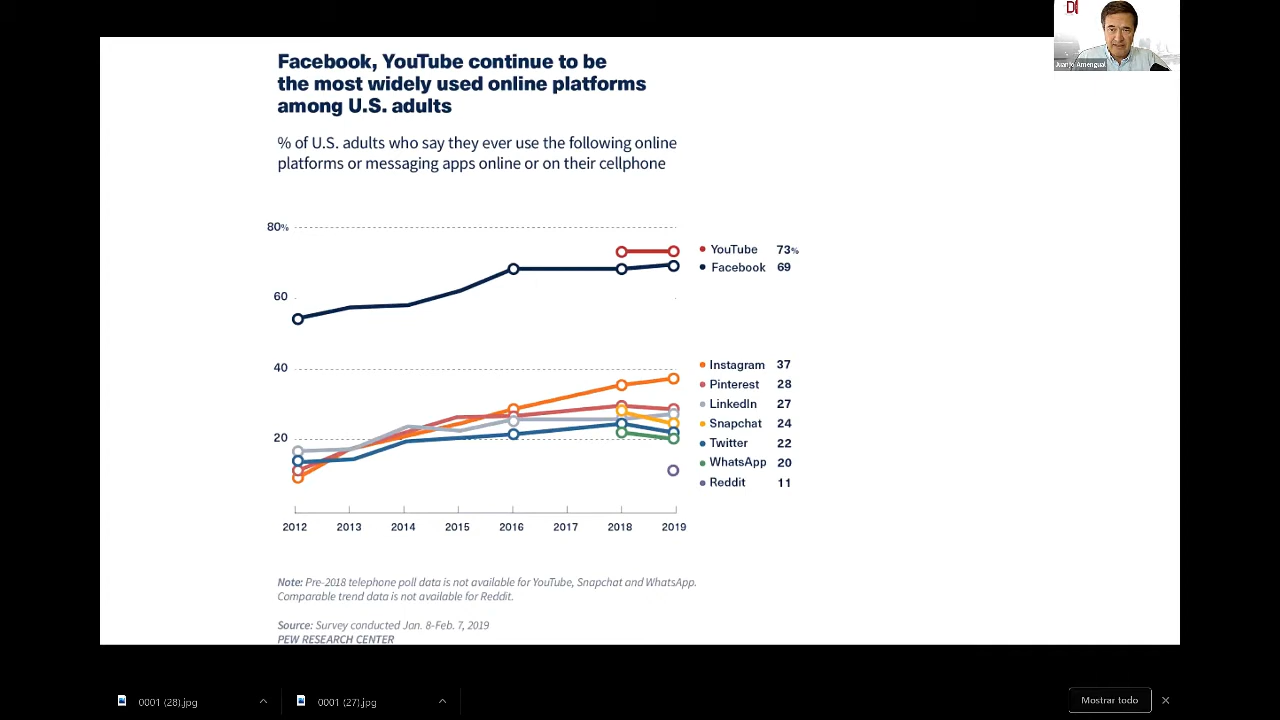 Facebook, YouTube continue to be
the most widely used online platforms
among U.S. adults
% of U.S. adults who say they ever use the following online
platforms or messaging apps online or on their cellphone
80%
60
40
20
YouTube 73%
Facebook 69
Instagram 37
Pinterest 28
LinkedIn 27
Snapchat 24
Twitter 22
WhatsApp 20
Reddit 11
2012 2013 2014 2015 2016 2017 2018 2019
Note: Pre-2018 telephone poll data is not available for YouTube, Snapchat and WhatsApp.
Comparable trend data is not available for Reddit.
Source: Survey conducted Jan. 8-Feb. 7, 2019
PEW RESEARCH CENTER
Juanjo Amengual
0001 (28).jpg
0001 (27).jpg
Mostrar todo